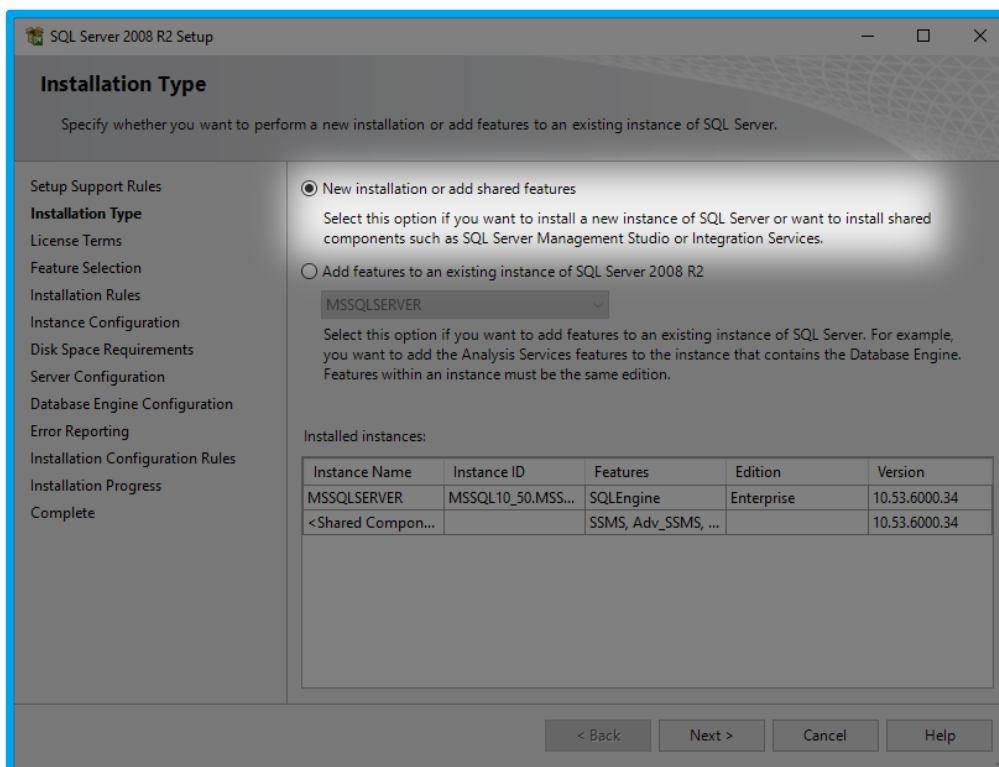 SQL Server 2008 R2 Setup
Installation Type
Specify whether you want to perform a new installation or add features to an existing instance of SQL Server.
Setup Support Rules
Installation Type
License Terms
Feature Selection
Installation Rules
Instance Configuration
Disk Space Requirements
Server Configuration
Database Engine Configuration
Error Reporting
Installation Configuration Rules
Installation Progress
Complete
New installation or add shared features
Select this option if you want to install a new instance of SQL Server or want to install shared
components such as SQL Server Management Studio or Integration Services.
Add features to an existing instance of SQL Server 2008 R2
MSSQLSERVER
Select this option if you want to add features to an existing instance of SQL Server. For example,
you want to add the Analysis Services features to the instance that contains the Database Engine.
Features within an instance must be the same edition.
Installed instances:
Instance Name Instance ID Features Edition Version
MSSQLSERVER MSSQL10_50.MSS... SQLEngine Enterprise 10.53.6000.34
<Shared Compon... SSMS, Adv_SSMS, ... 10.53.6000.34
< Back Next > Cancel Help